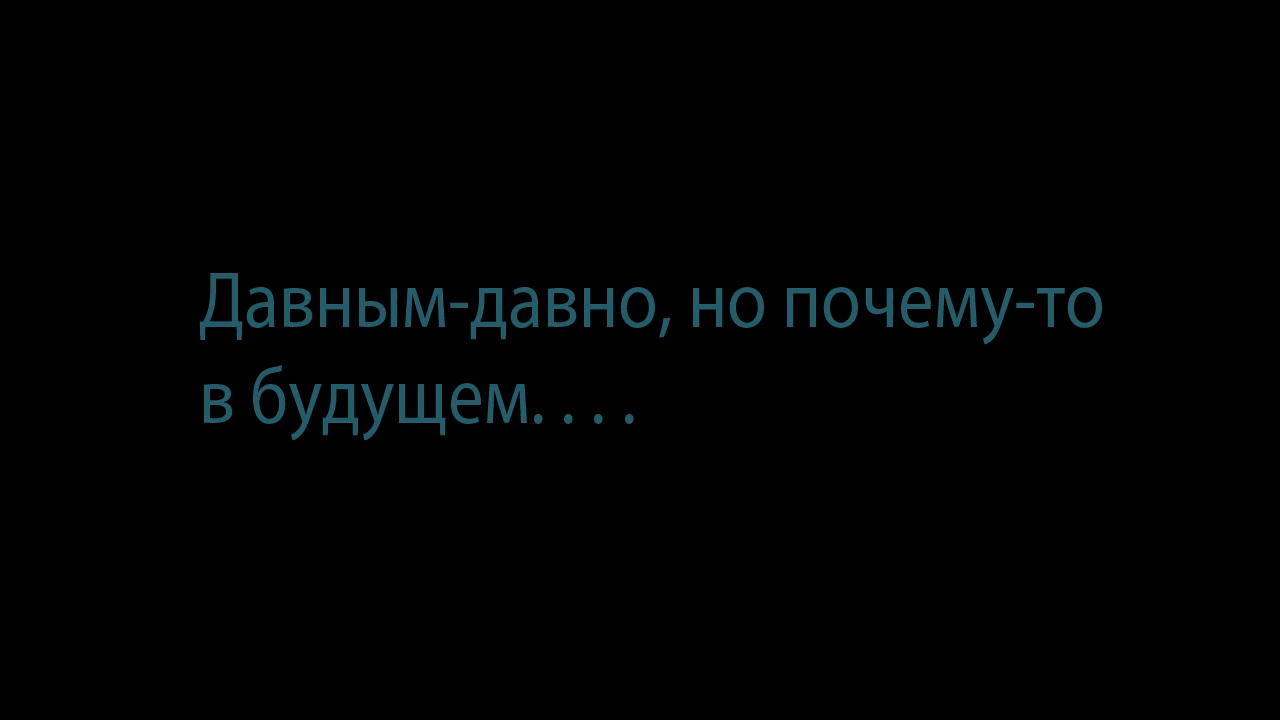 Давным-давно, но почему-то
в будущем. . . .